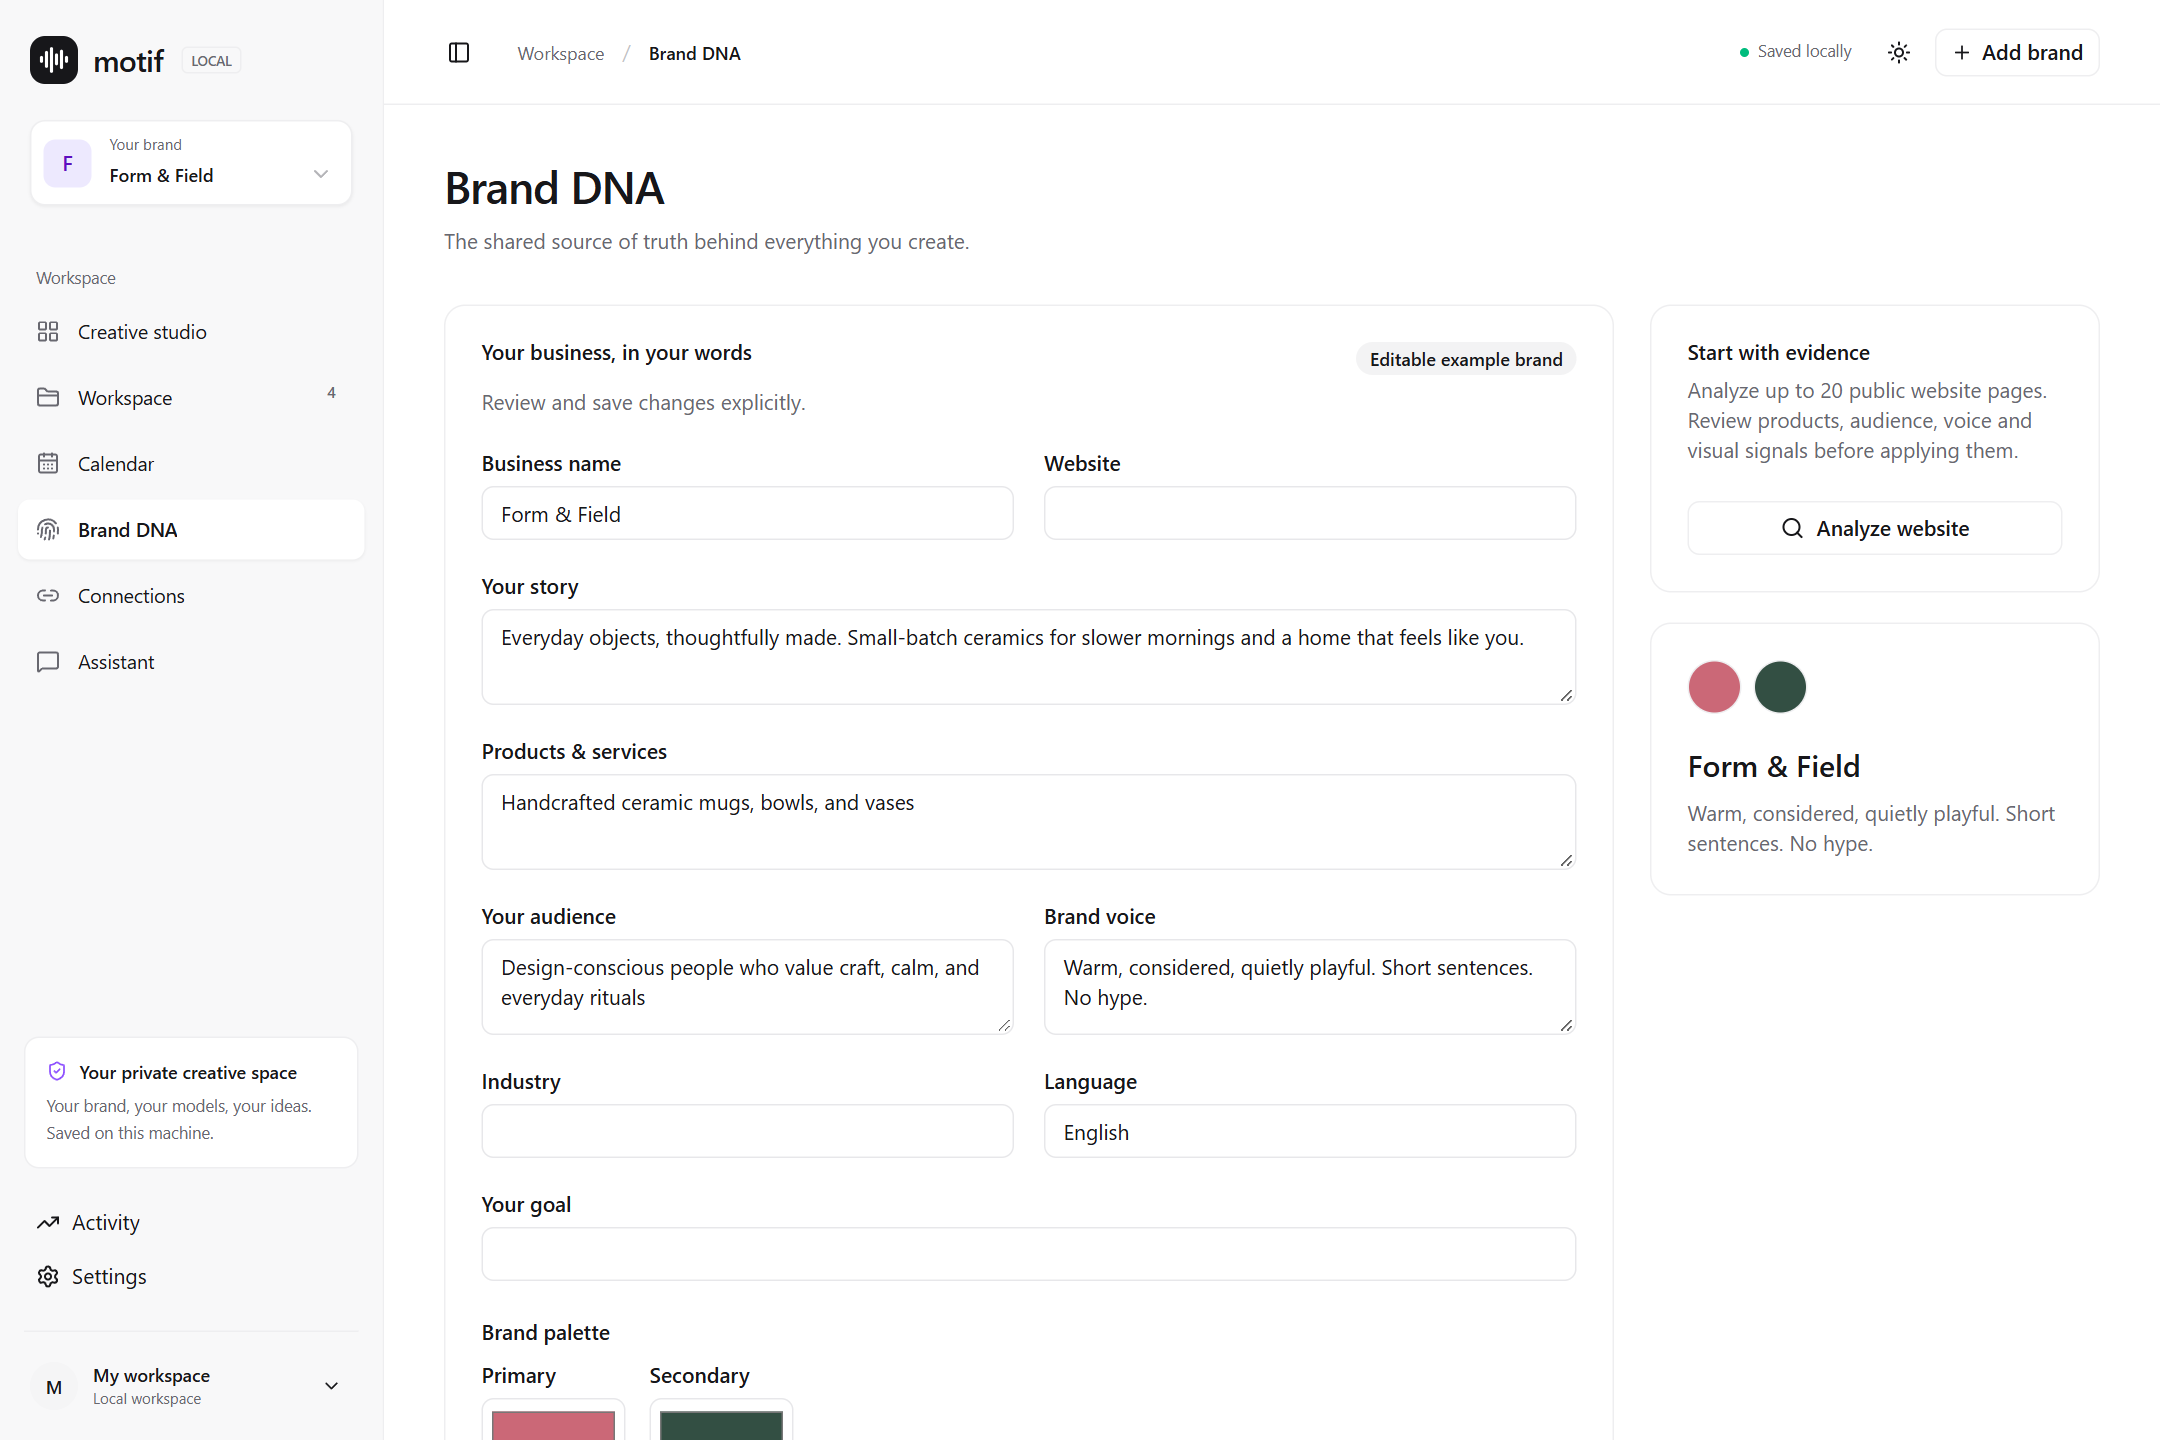 motif
LOCAL
F
Your brand
Form & Field
Workspace
Creative studio
Workspace
4
Calendar
Brand DNA
Connections
Assistant
Your private creative space
Your brand, your models, your ideas.
Saved on this machine.
Activity
Settings
M
My workspace
Local workspace
Workspace / Brand DNA
Saved locally
+ Add brand
Brand DNA
The shared source of truth behind everything you create.
Your business, in your words
Editable example brand
Review and save changes explicitly.
Business name
Form & Field
Website
Your story
Everyday objects, thoughtfully made. Small-batch ceramics for slower mornings and a home that feels like you.
Products & services
Handcrafted ceramic mugs, bowls, and vases
Your audience
Design-conscious people who value craft, calm, and
everyday rituals
Brand voice
Warm, considered, quietly playful. Short sentences.
No hype.
Industry
Language
English
Your goal
Brand palette
Primary
Secondary
Start with evidence
Analyze up to 20 public website pages.
Review products, audience, voice and
visual signals before applying them.
Analyze website
Form & Field
Warm, considered, quietly playful. Short
sentences. No hype.